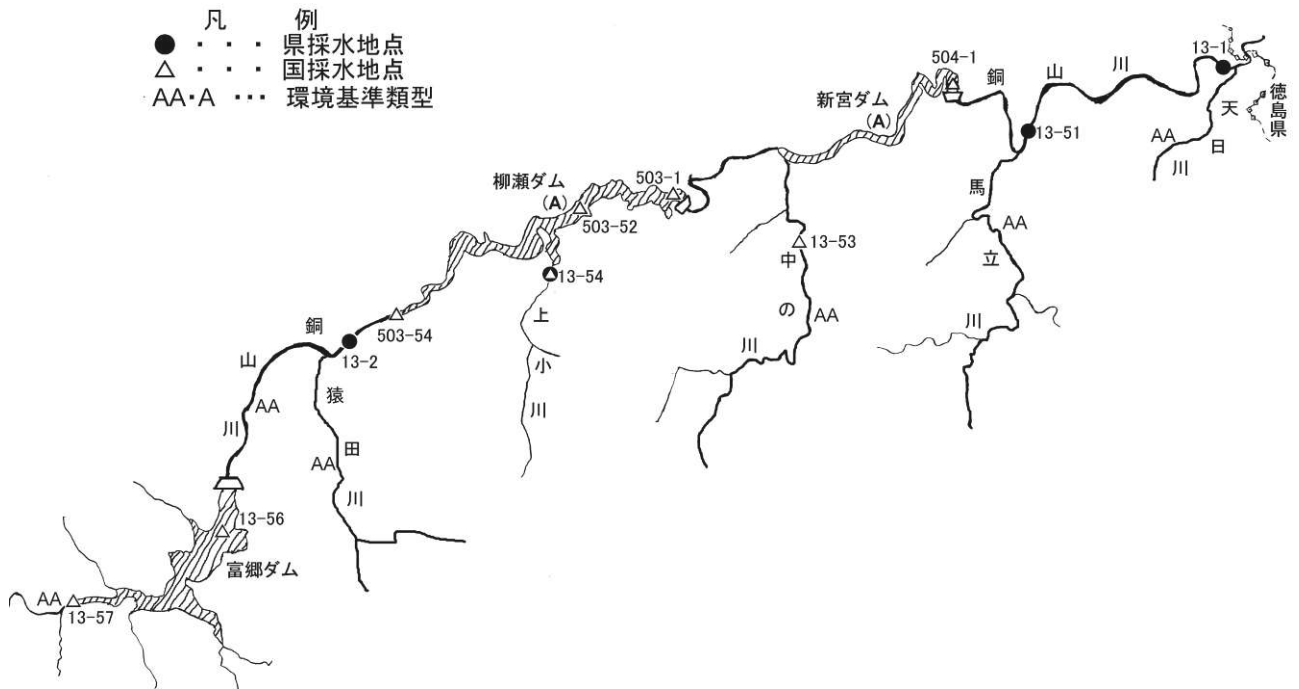 凡 例
● ・ ・ ・ 県採水地点
△ ・ ・ ・ 国採水地点
AA・A ・・・ 環境基準類型
504-1
13-1
銅山川
新宮ダム
(A)
徳島県
天日川
AA
13-51
柳瀬ダム
(A)
503-1
503-52
馬立川
AA
13-53
中の川
AA
13-54
上小川
503-54
13-2
銅山川
AA
猿田川
AA
13-56
富郷ダム
AA
13-57